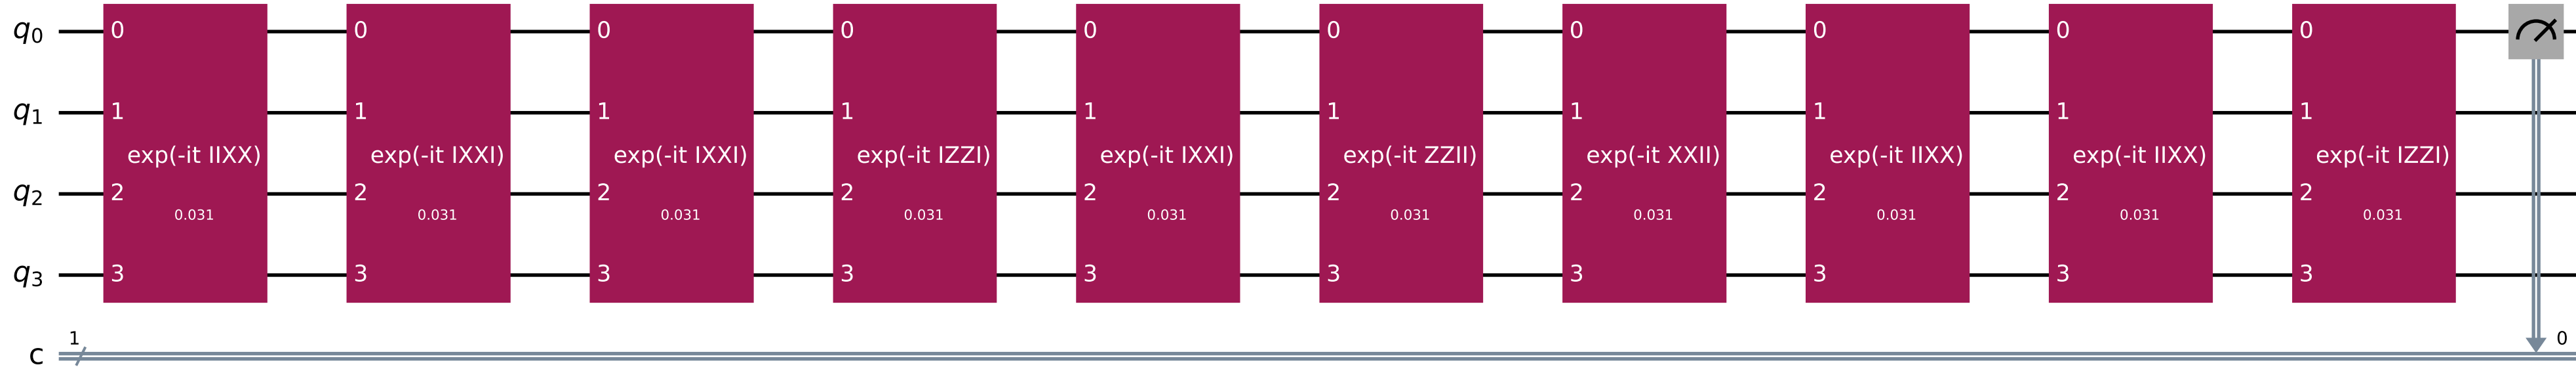 q0 0 0 0 0 0 0 0 0 0 0
q1 1 1 1 1 1 1 1 1 1 1
exp(-it IIXX) exp(-it IXXI) exp(-it IXXI) exp(-it IZZI) exp(-it IXXI) exp(-it ZZII) exp(-it XXII) exp(-it IIXX) exp(-it IIXX) exp(-it IZZI)
q2 2 2 2 2 2 2 2 2 2 2
0.031 0.031 0.031 0.031 0.031 0.031 0.031 0.031 0.031 0.031
q3 3 3 3 3 3 3 3 3 3 3
1 0
c